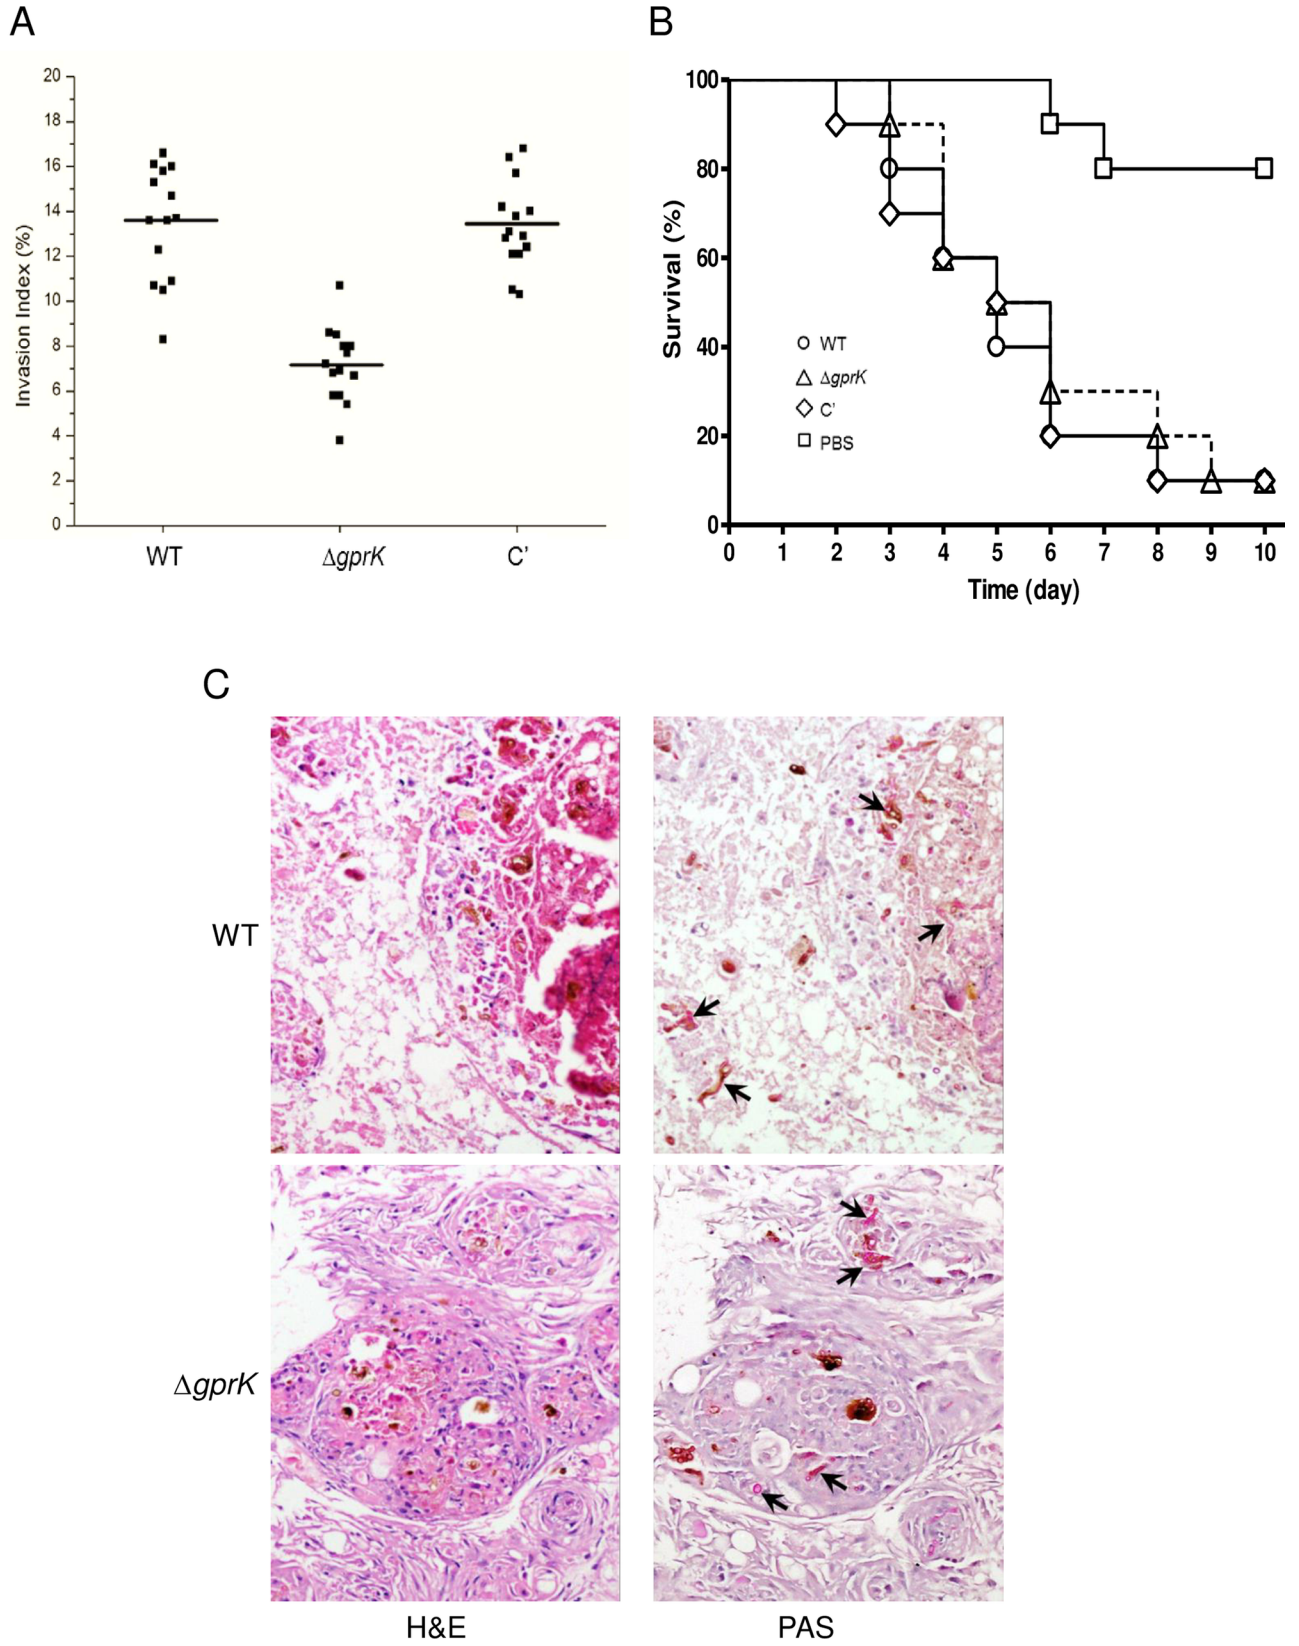 A
B
20
18
16
14
12
10
8
6
4
2
0
Invasion Index (%)
WT
ΔgprK
C'
100
80
60
40
20
0
Survival (%)
WT
ΔgprK
C'
PBS
0 1 2 3 4 5 6 7 8 9 10
Time (day)
C
WT
ΔgprK
H&E
PAS